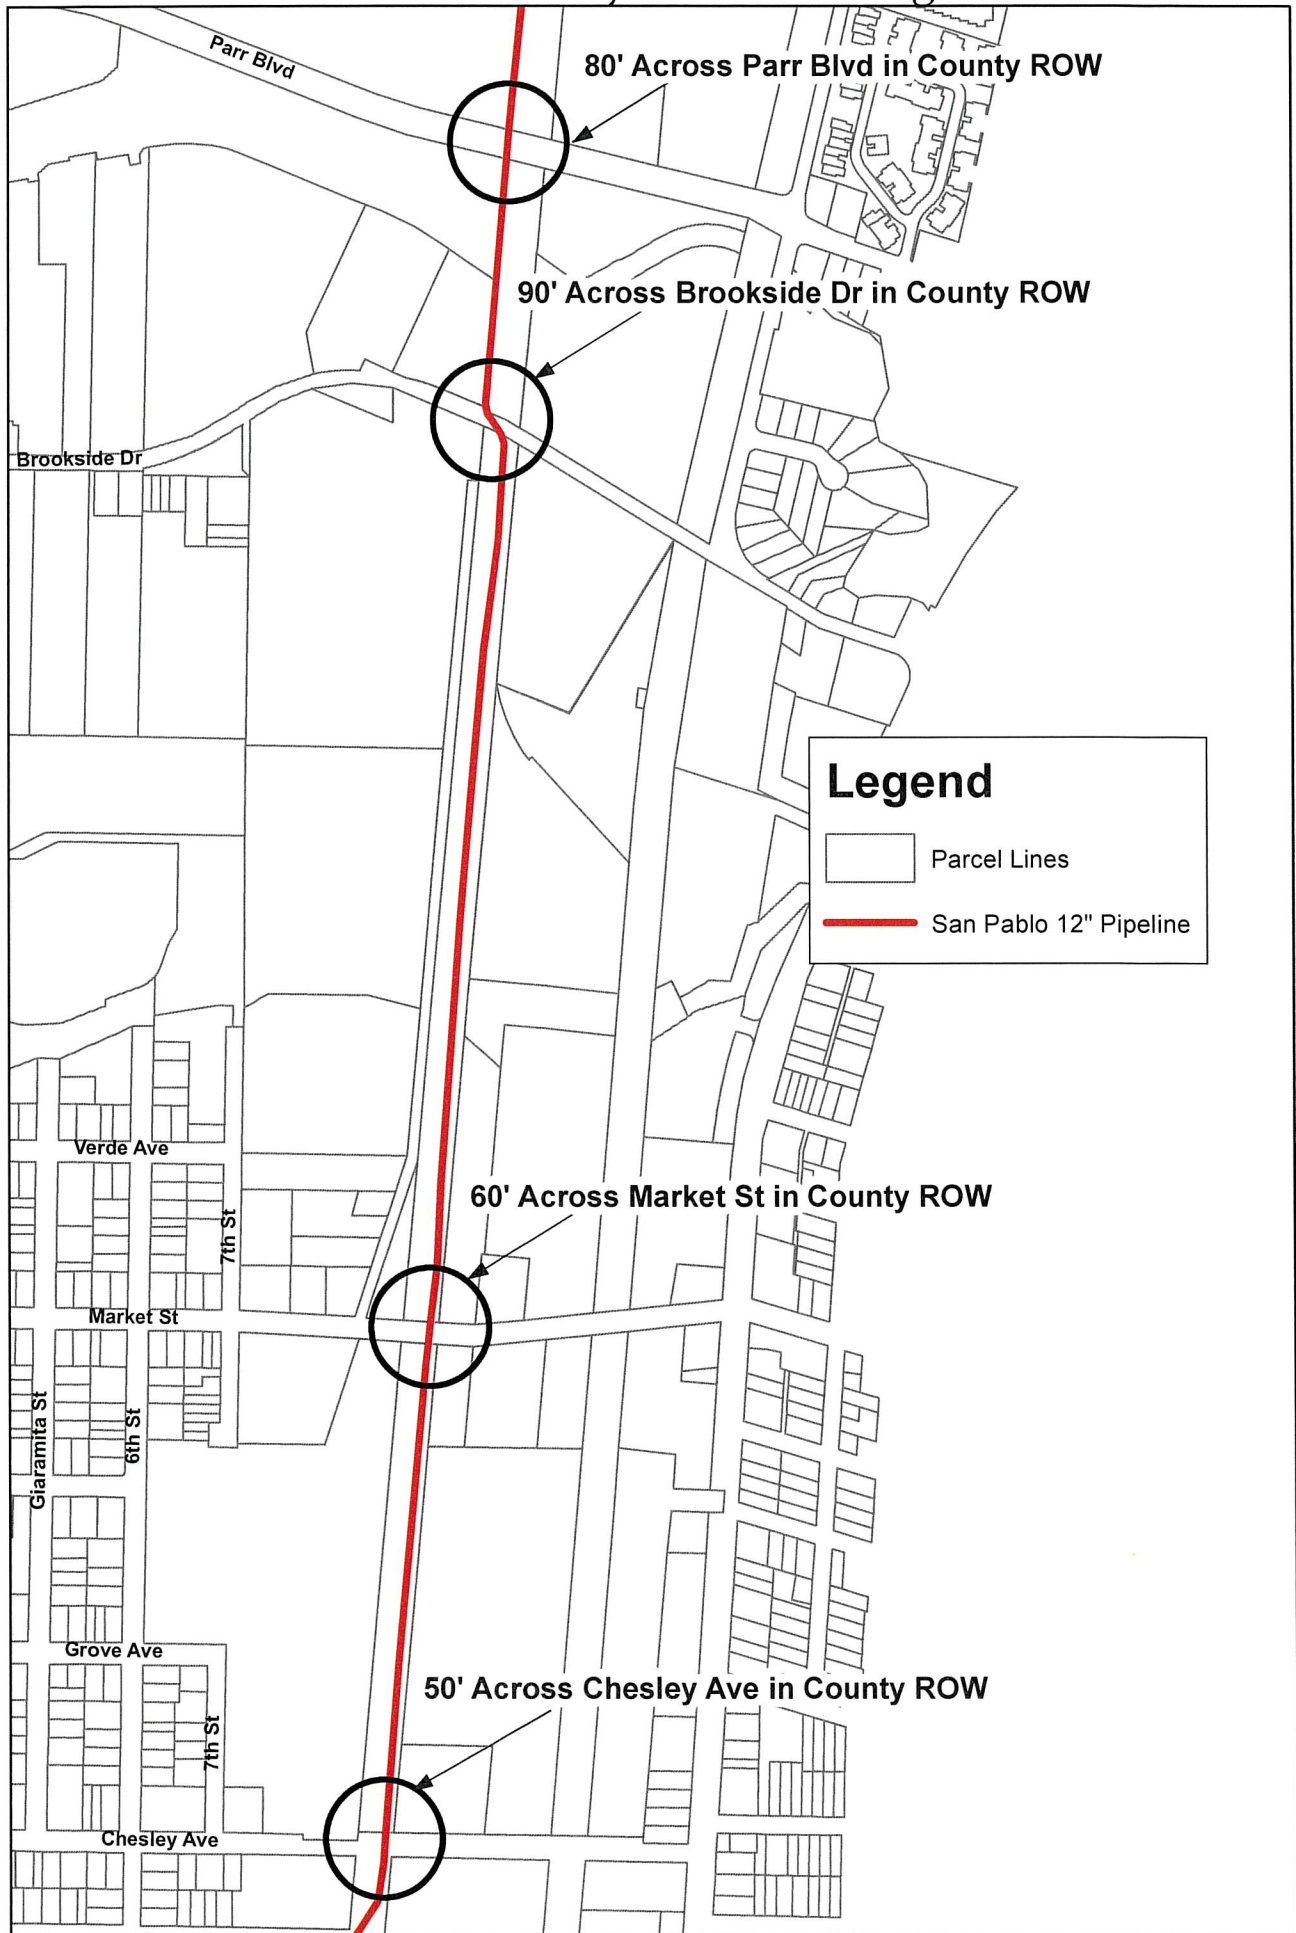 Parr Blvd
80' Across Parr Blvd in County ROW
90' Across Brookside Dr in County ROW
Brookside Dr
Legend
Parcel Lines
San Pablo 12" Pipeline
Verde Ave
60' Across Market St in County ROW
7th St
Market St
Giaramita St
6th St
Grove Ave
50' Across Chesley Ave in County ROW
7th St
Chesley Ave